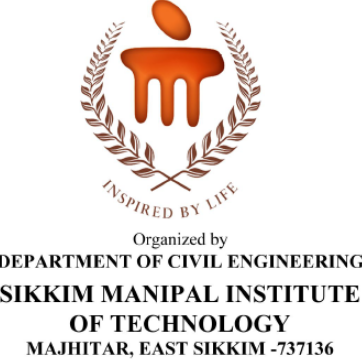 INSPIRED BY LIFE
Organized by
DEPARTMENT OF CIVIL ENGINEERING
SIKKIM MANIPAL INSTITUTE
OF TECHNOLOGY
MAJHITAR, EAST SIKKIM -737136